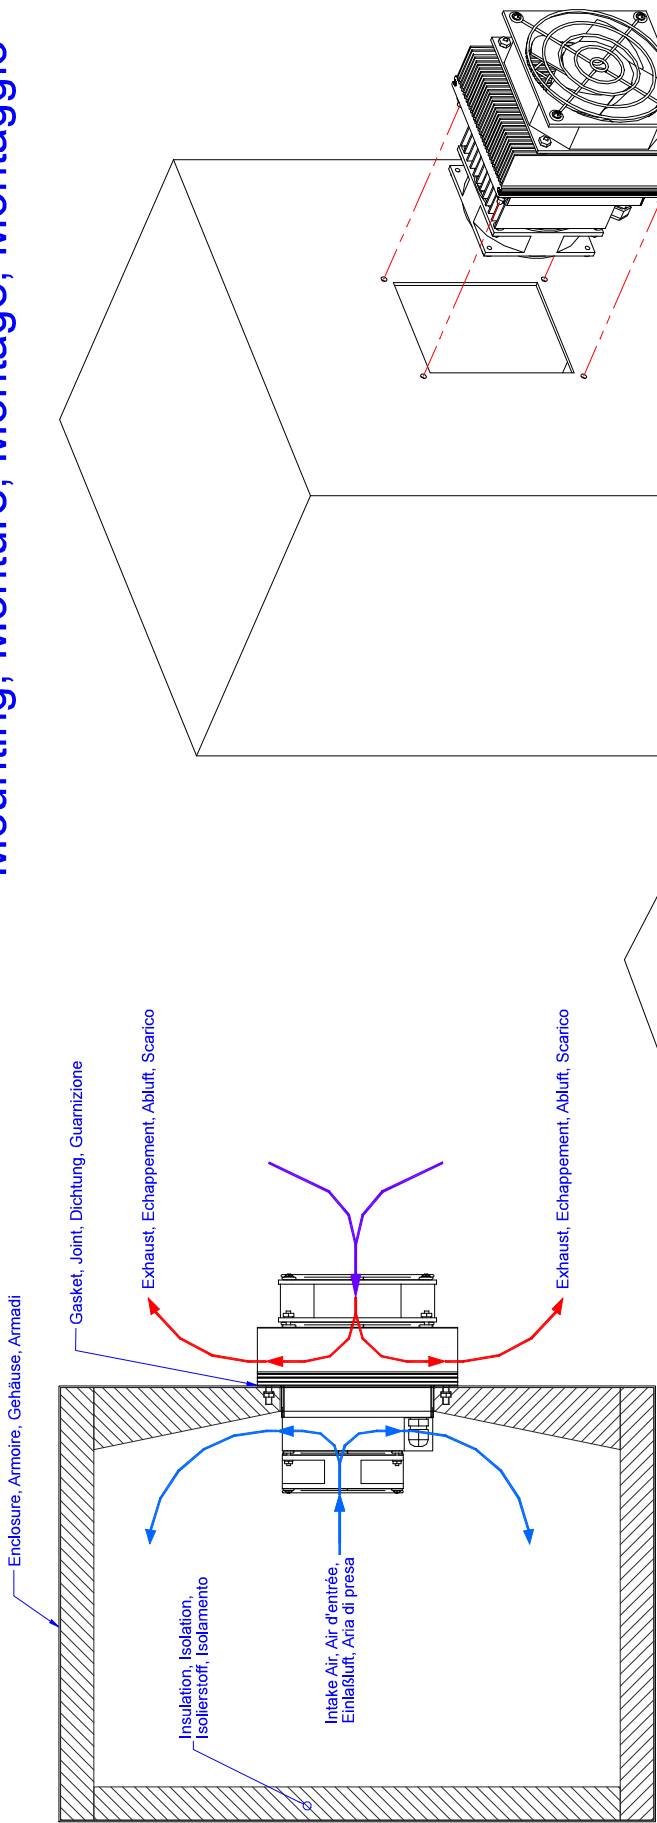 Mounting, Monture, Montage, Montaggio
Enclosure, Armoire, Gehäuse, Armadi
Gasket, Joint, Dichtung, Guarnizione
Exhaust, Echappement, Abluft, Scarico
Insulation, Isolation,
Isolierstoff, Isolamento
Intake Air, Air d'entrée,
Einlaßluft, Aria di presa
Exhaust, Echappement, Abluft, Scarico